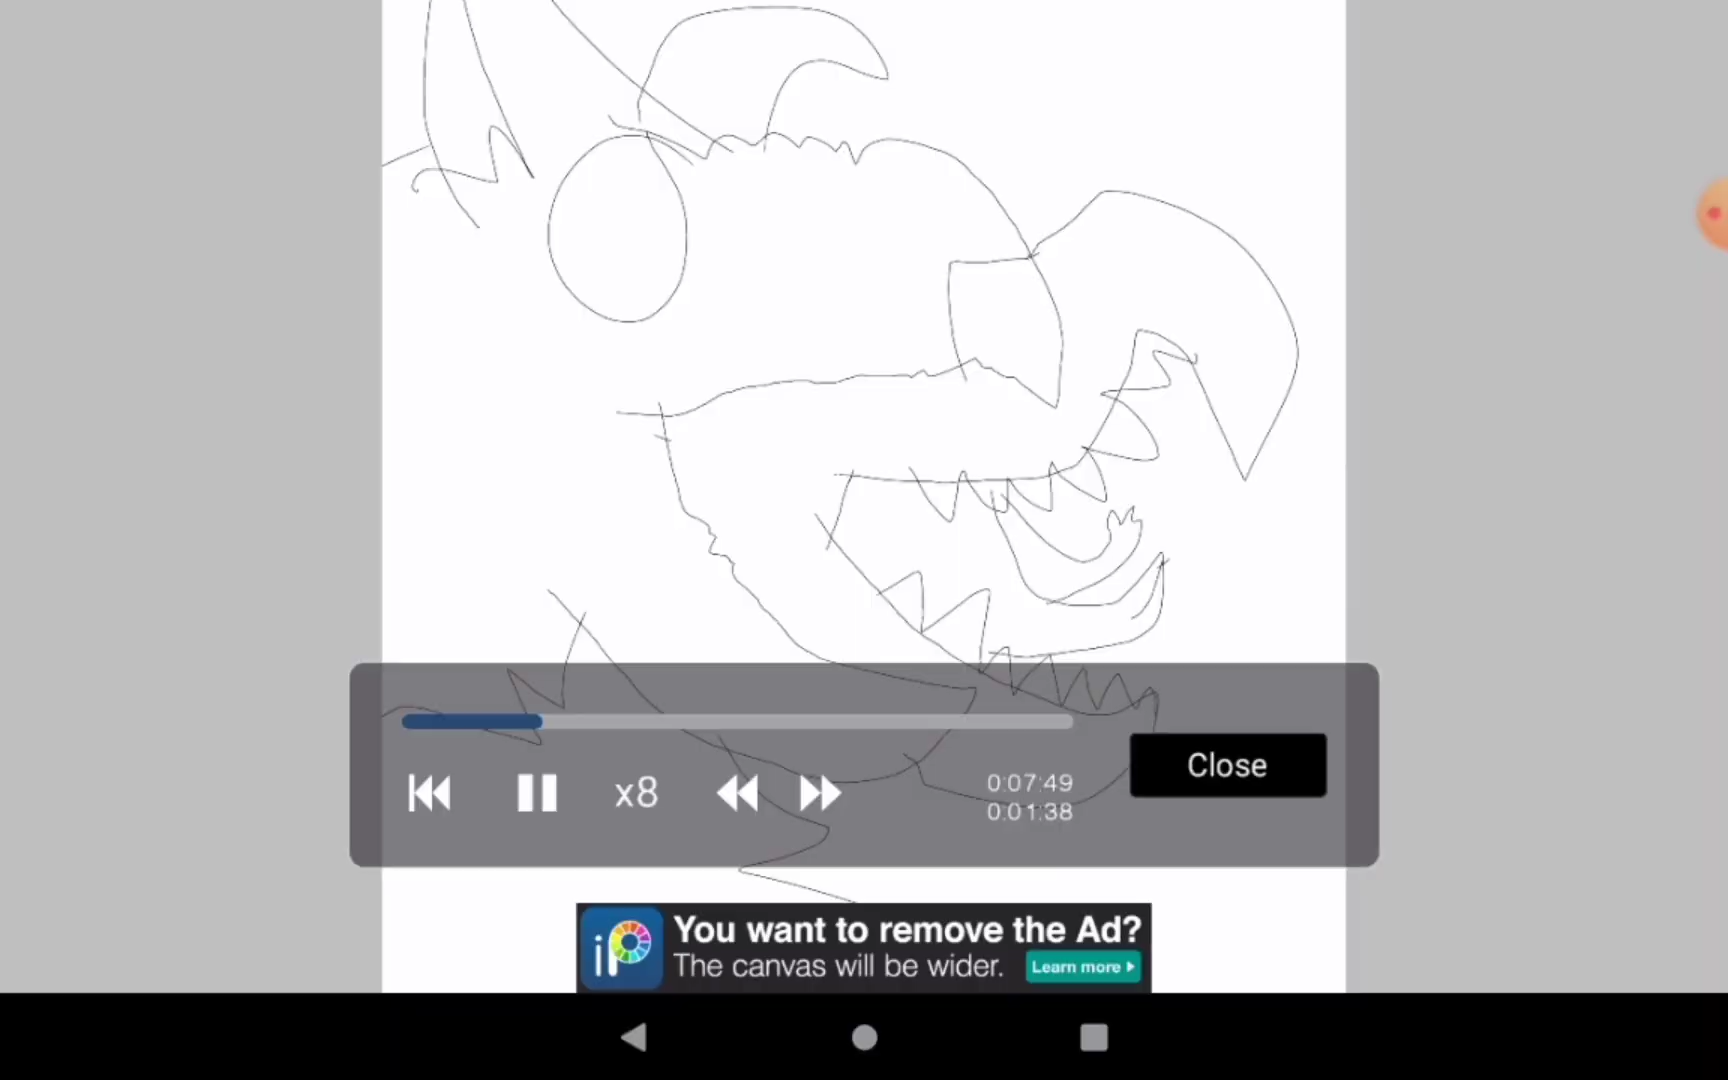 x8
0:07:49
0:01:38
Close
iP
You want to remove the Ad?
The canvas will be wider.
Learn more